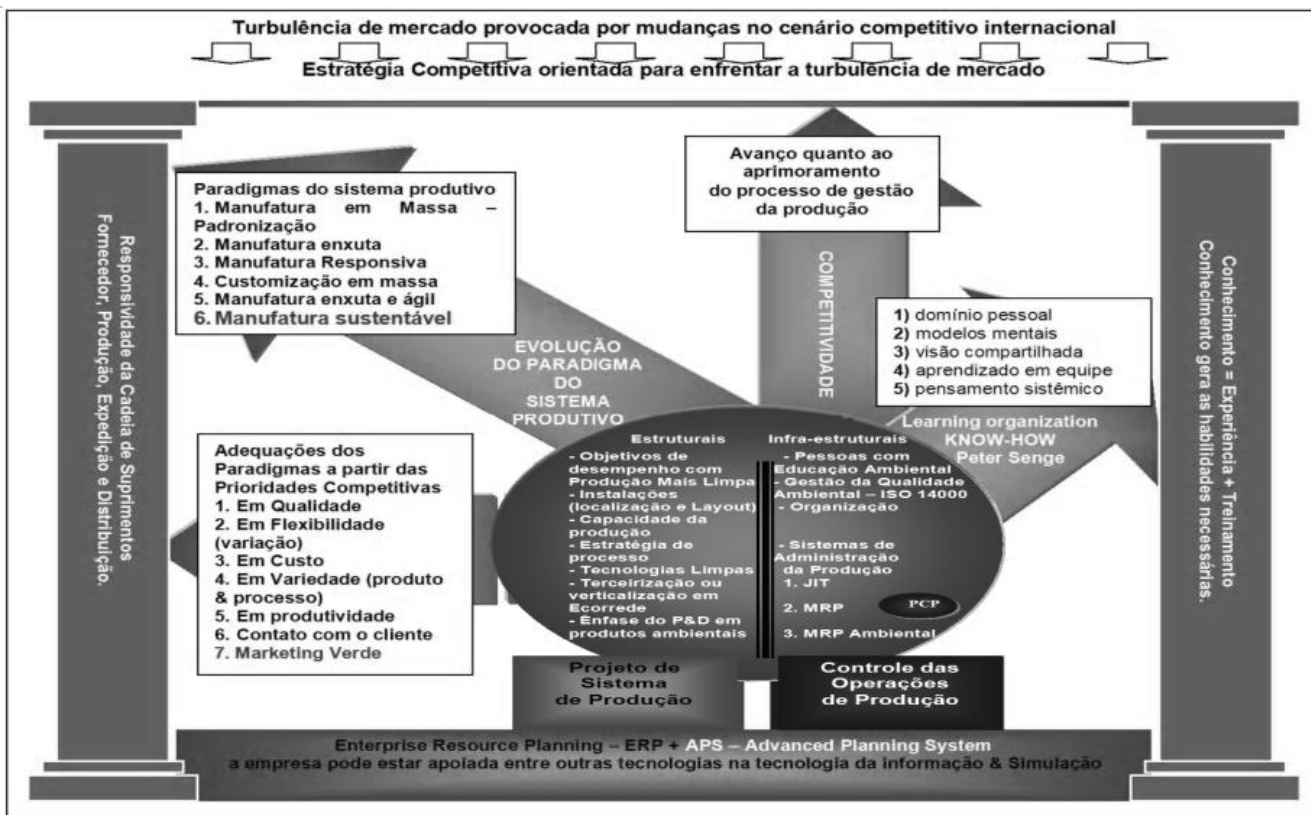 Turbulência de mercado provocada por mudanças no cenário competitivo internacional
Estratégia Competitiva orientada para enfrentar a turbulência de mercado
Responsividade da Cadeia de Suprimentos
Fornecedor, Produção, Expedição e Distribuição.
Paradigmas do sistema produtivo
1. Manufatura em Massa –
Padronização
2. Manufatura enxuta
3. Manufatura Responsiva
4. Customização em massa
5. Manufatura enxuta e ágil
6. Manufatura sustentável
EVOLUÇÃO
DO PARADIGMA
DO
SISTEMA
PRODUTIVO
Avanço quanto ao
aprimoramento
do processo de gestão
da produção
COMPETITIVIDADE
1) domínio pessoal
2) modelos mentais
3) visão compartilhada
4) aprendizado em equipe
5) pensamento sistêmico
Learning organization
KNOW-HOW
Peter Senge
Conhecimento = Experiência + Treinamento
Conhecimento gera as habilidades necessárias.
Adequações dos
Paradigmas a partir das
Prioridades Competitivas
1. Em Qualidade
2. Em Flexibilidade
(variação)
3. Em Custo
4. Em Variedade (produto
& processo)
5. Em produtividade
6. Contato com o cliente
7. Marketing Verde
Estruturais
- Objetivos de
desempenho com
Produção Mais Limpa
- Instalações
(localização e Layout)
- Capacidade da
produção
- Estratégia de
processo
- Tecnologias Limpas
- Terceirização ou
verticalização em
Ecorrede
- Ênfase do P&D em
produtos ambientais
Infra-estruturais
- Pessoas com
Educação Ambiental
- Gestão da Qualidade
Ambiental – ISO 14000
- Organização
- Sistemas de
Administração
da Produção
1. JIT
2. MRP
PCP
3. MRP Ambiental
Projeto de
Sistema
de Produção
Controle das
Operações
de Produção
Enterprise Resource Planning – ERP + APS – Advanced Planning System
a empresa pode estar apoiada entre outras tecnologias na tecnologia da informação & Simulação